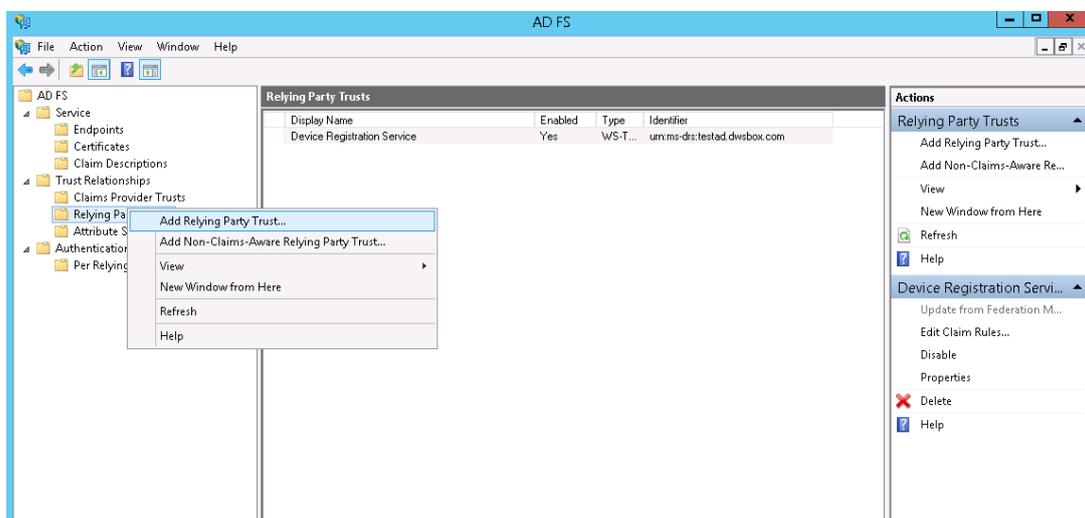 AD FS
File Action View Window Help
AD FS
Service
Endpoints
Certificates
Claim Descriptions
Trust Relationships
Claims Provider Trusts
Relying Pa
Attribute S
Authentication
Per Relying
Add Relying Party Trust...
Add Non-Claims-Aware Relying Party Trust...
View
New Window from Here
Refresh
Help
Relying Party Trusts
Display Name Enabled Type Identifier
Device Registration Service Yes WS-T... urn:ms-drs:testad.dwsbox.com
Actions
Relying Party Trusts
Add Relying Party Trust...
Add Non-Claims-Aware Re...
View
New Window from Here
Refresh
Help
Device Registration Servi...
Update from Federation M...
Edit Claim Rules...
Disable
Properties
Delete
Help